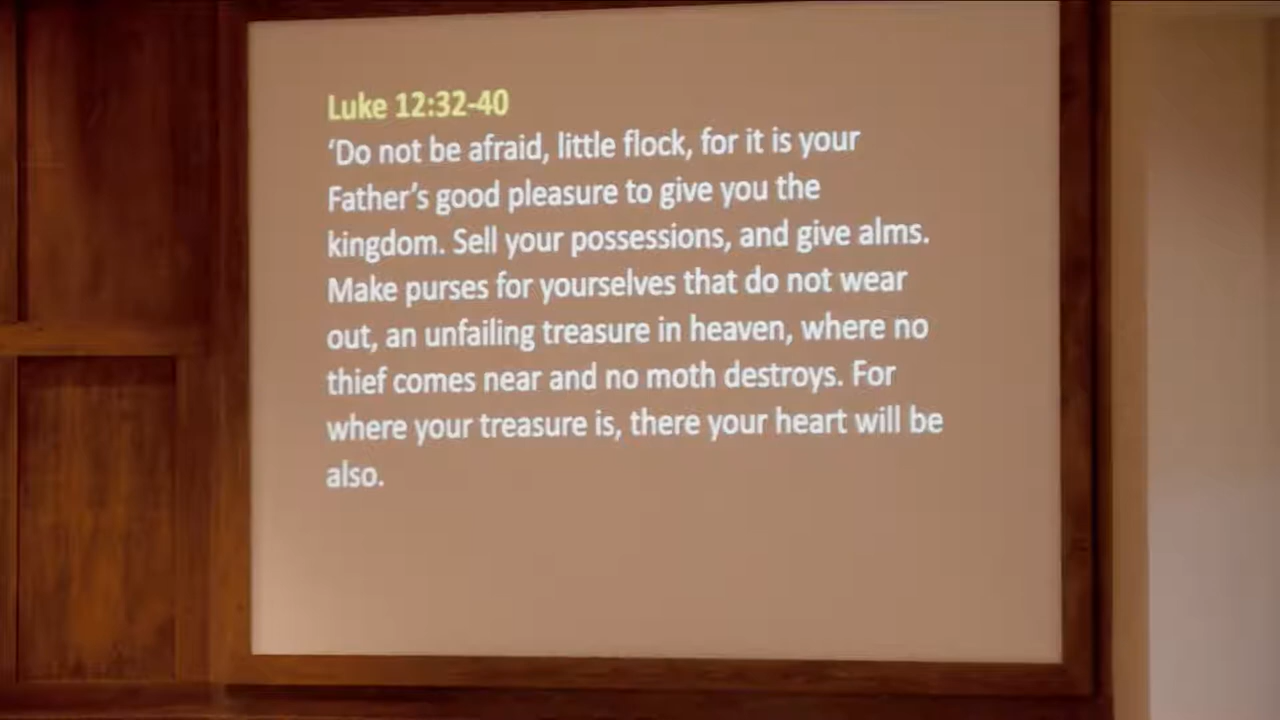 Luke 12:32-40
‘Do not be afraid, little flock, for it is your
Father’s good pleasure to give you the
kingdom. Sell your possessions, and give alms.
Make purses for yourselves that do not wear
out, an unfailing treasure in heaven, where no
thief comes near and no moth destroys. For
where your treasure is, there your heart will be
also.